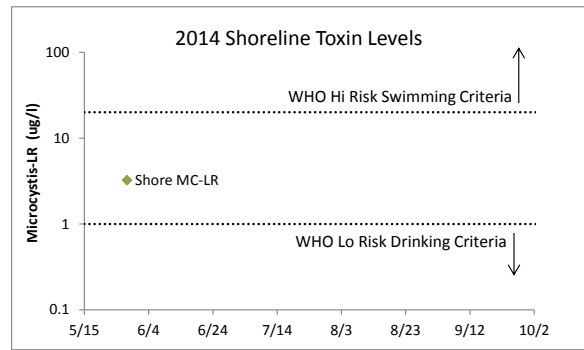 2014 Shoreline Toxin Levels
Microcystis-LR (ug/l)
100
10
1
0.1
WHO Hi Risk Swimming Criteria
Shore MC-LR
WHO Lo Risk Drinking Criteria
5/15 6/4 6/24 7/14 8/3 8/23 9/12 10/2